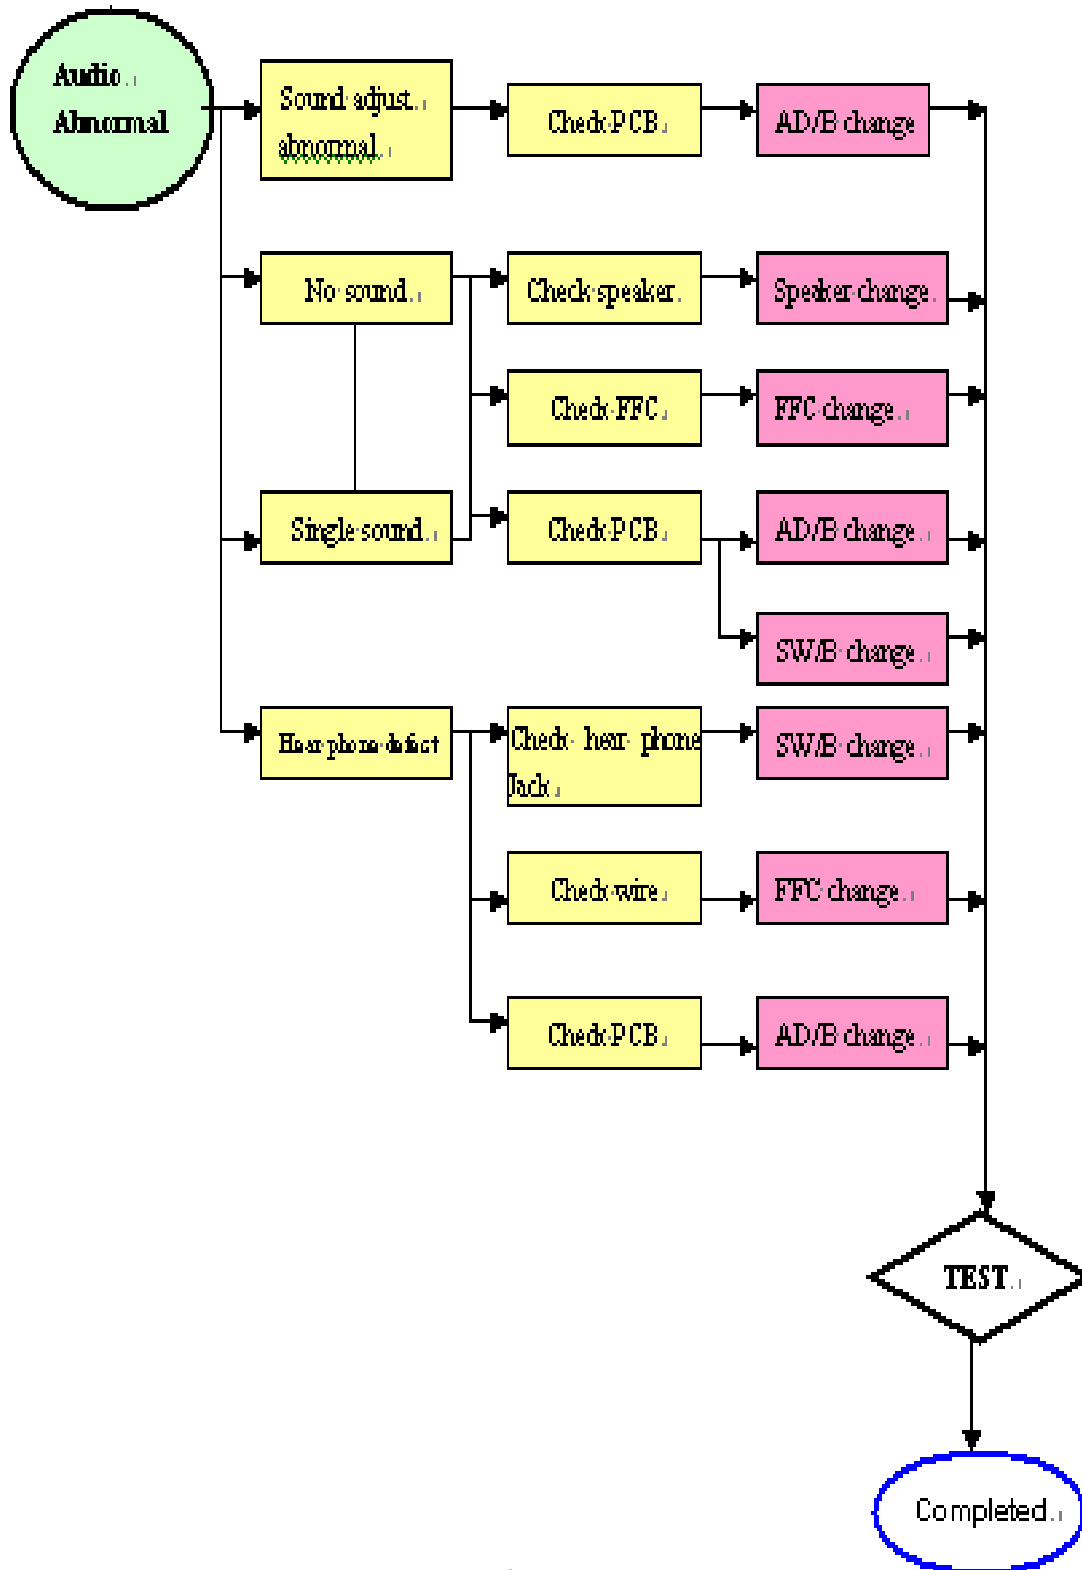 Audio
Abnormal
Sound adjust
abnormal
Check PCB
AD/B change
No sound
Check speaker
Speaker change
Check FFC
FFC change
Single sound
Check PCB
AD/B change
SW/B change
Hear phone defect
Check hear phone
Jack
SW/B change
Check wire
FFC change
Check PCB
AD/B change
TEST
Completed